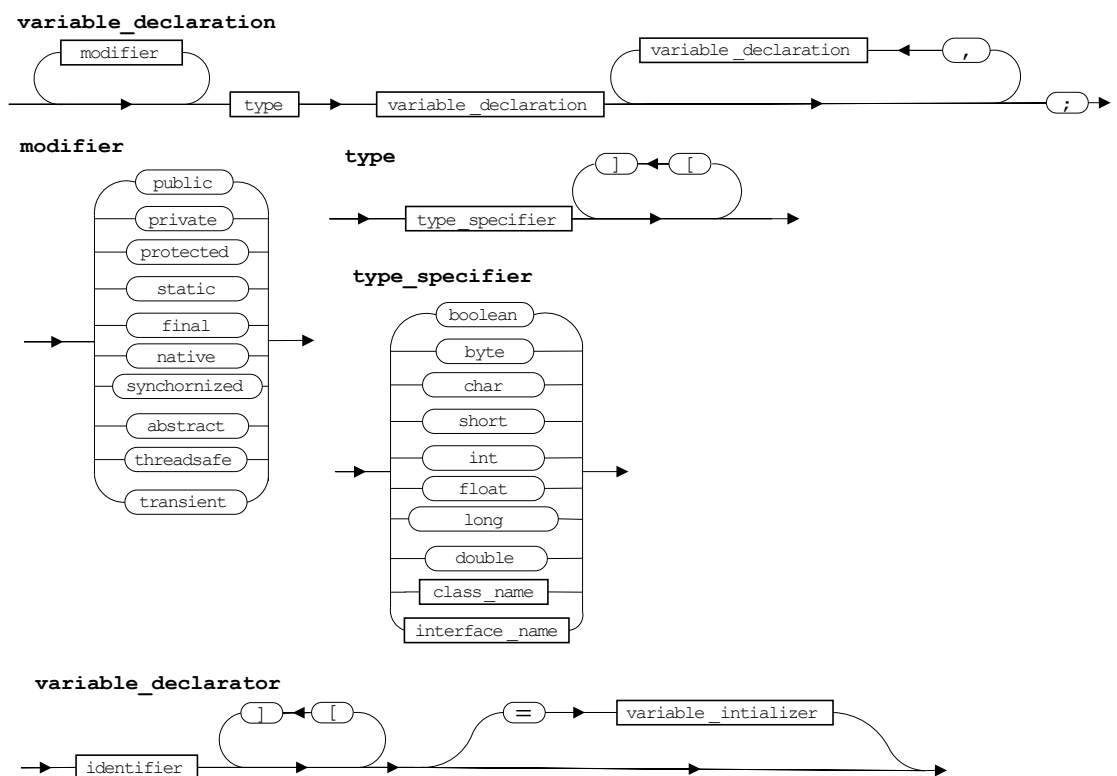 variable_declaration
modifier
variable_declaration
,
type
variable_declaration
;
modifier
public
private
protected
static
final
native
synchornized
abstract
threadsafe
transient
type
] [
type_specifier
type_specifier
boolean
byte
char
short
int
float
long
double
class_name
interface_name
variable_declarator
] [
= variable_intializer
identifier